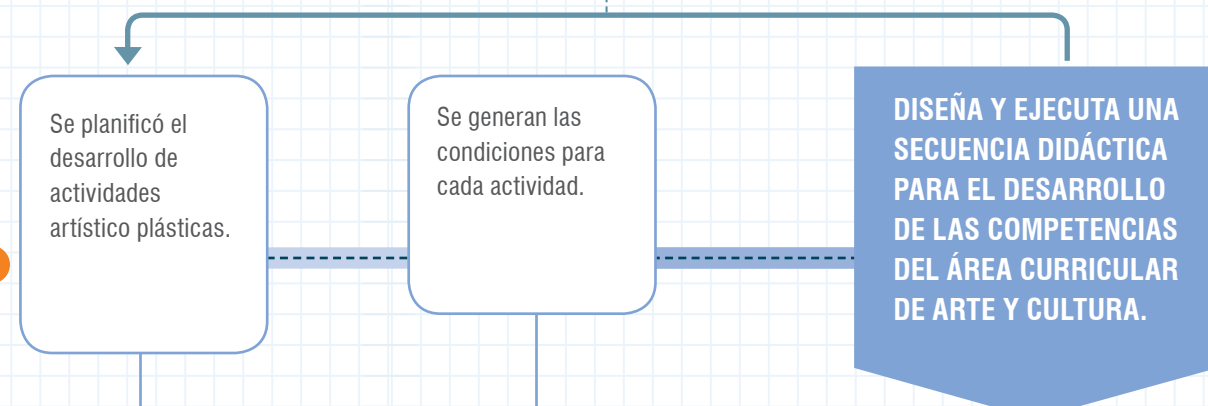 Se planificó el
desarrollo de
actividades
artístico plásticas.
Se generan las
condiciones para
cada actividad.
DISEÑA Y EJECUTA UNA
SECUENCIA DIDÁCTICA
PARA EL DESARROLLO
DE LAS COMPETENCIAS
DEL ÁREA CURRICULAR
DE ARTE Y CULTURA.